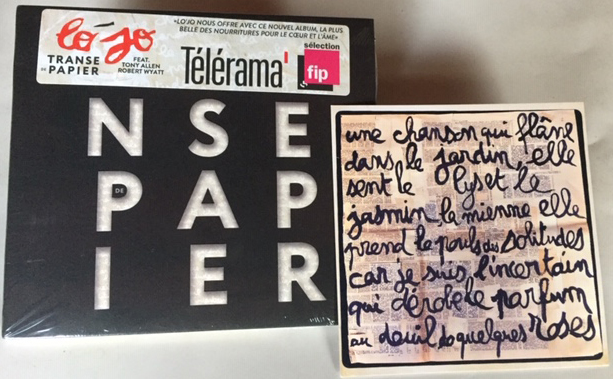 lo'jo
TRANSE
DE PAPIER
FEAT.
TONY ALLEN
ROBERT WYATT
«LO'JO NOUS OFFRE AVEC CE NOUVEL ALBUM, LA PLUS
BELLE DES NOURRITURES POUR LE CŒUR ET L'ÂME»
Télérama'
sélection
fip
NSE
DE
PAP
IER
une chanson qui flâne
dans le jardin, elle
sent le lys et le
jasmin, la mienne elle
prend le pouls des solitudes
car je suis l'incertain
qui dérobe le parfum
au deuil de quelques roses